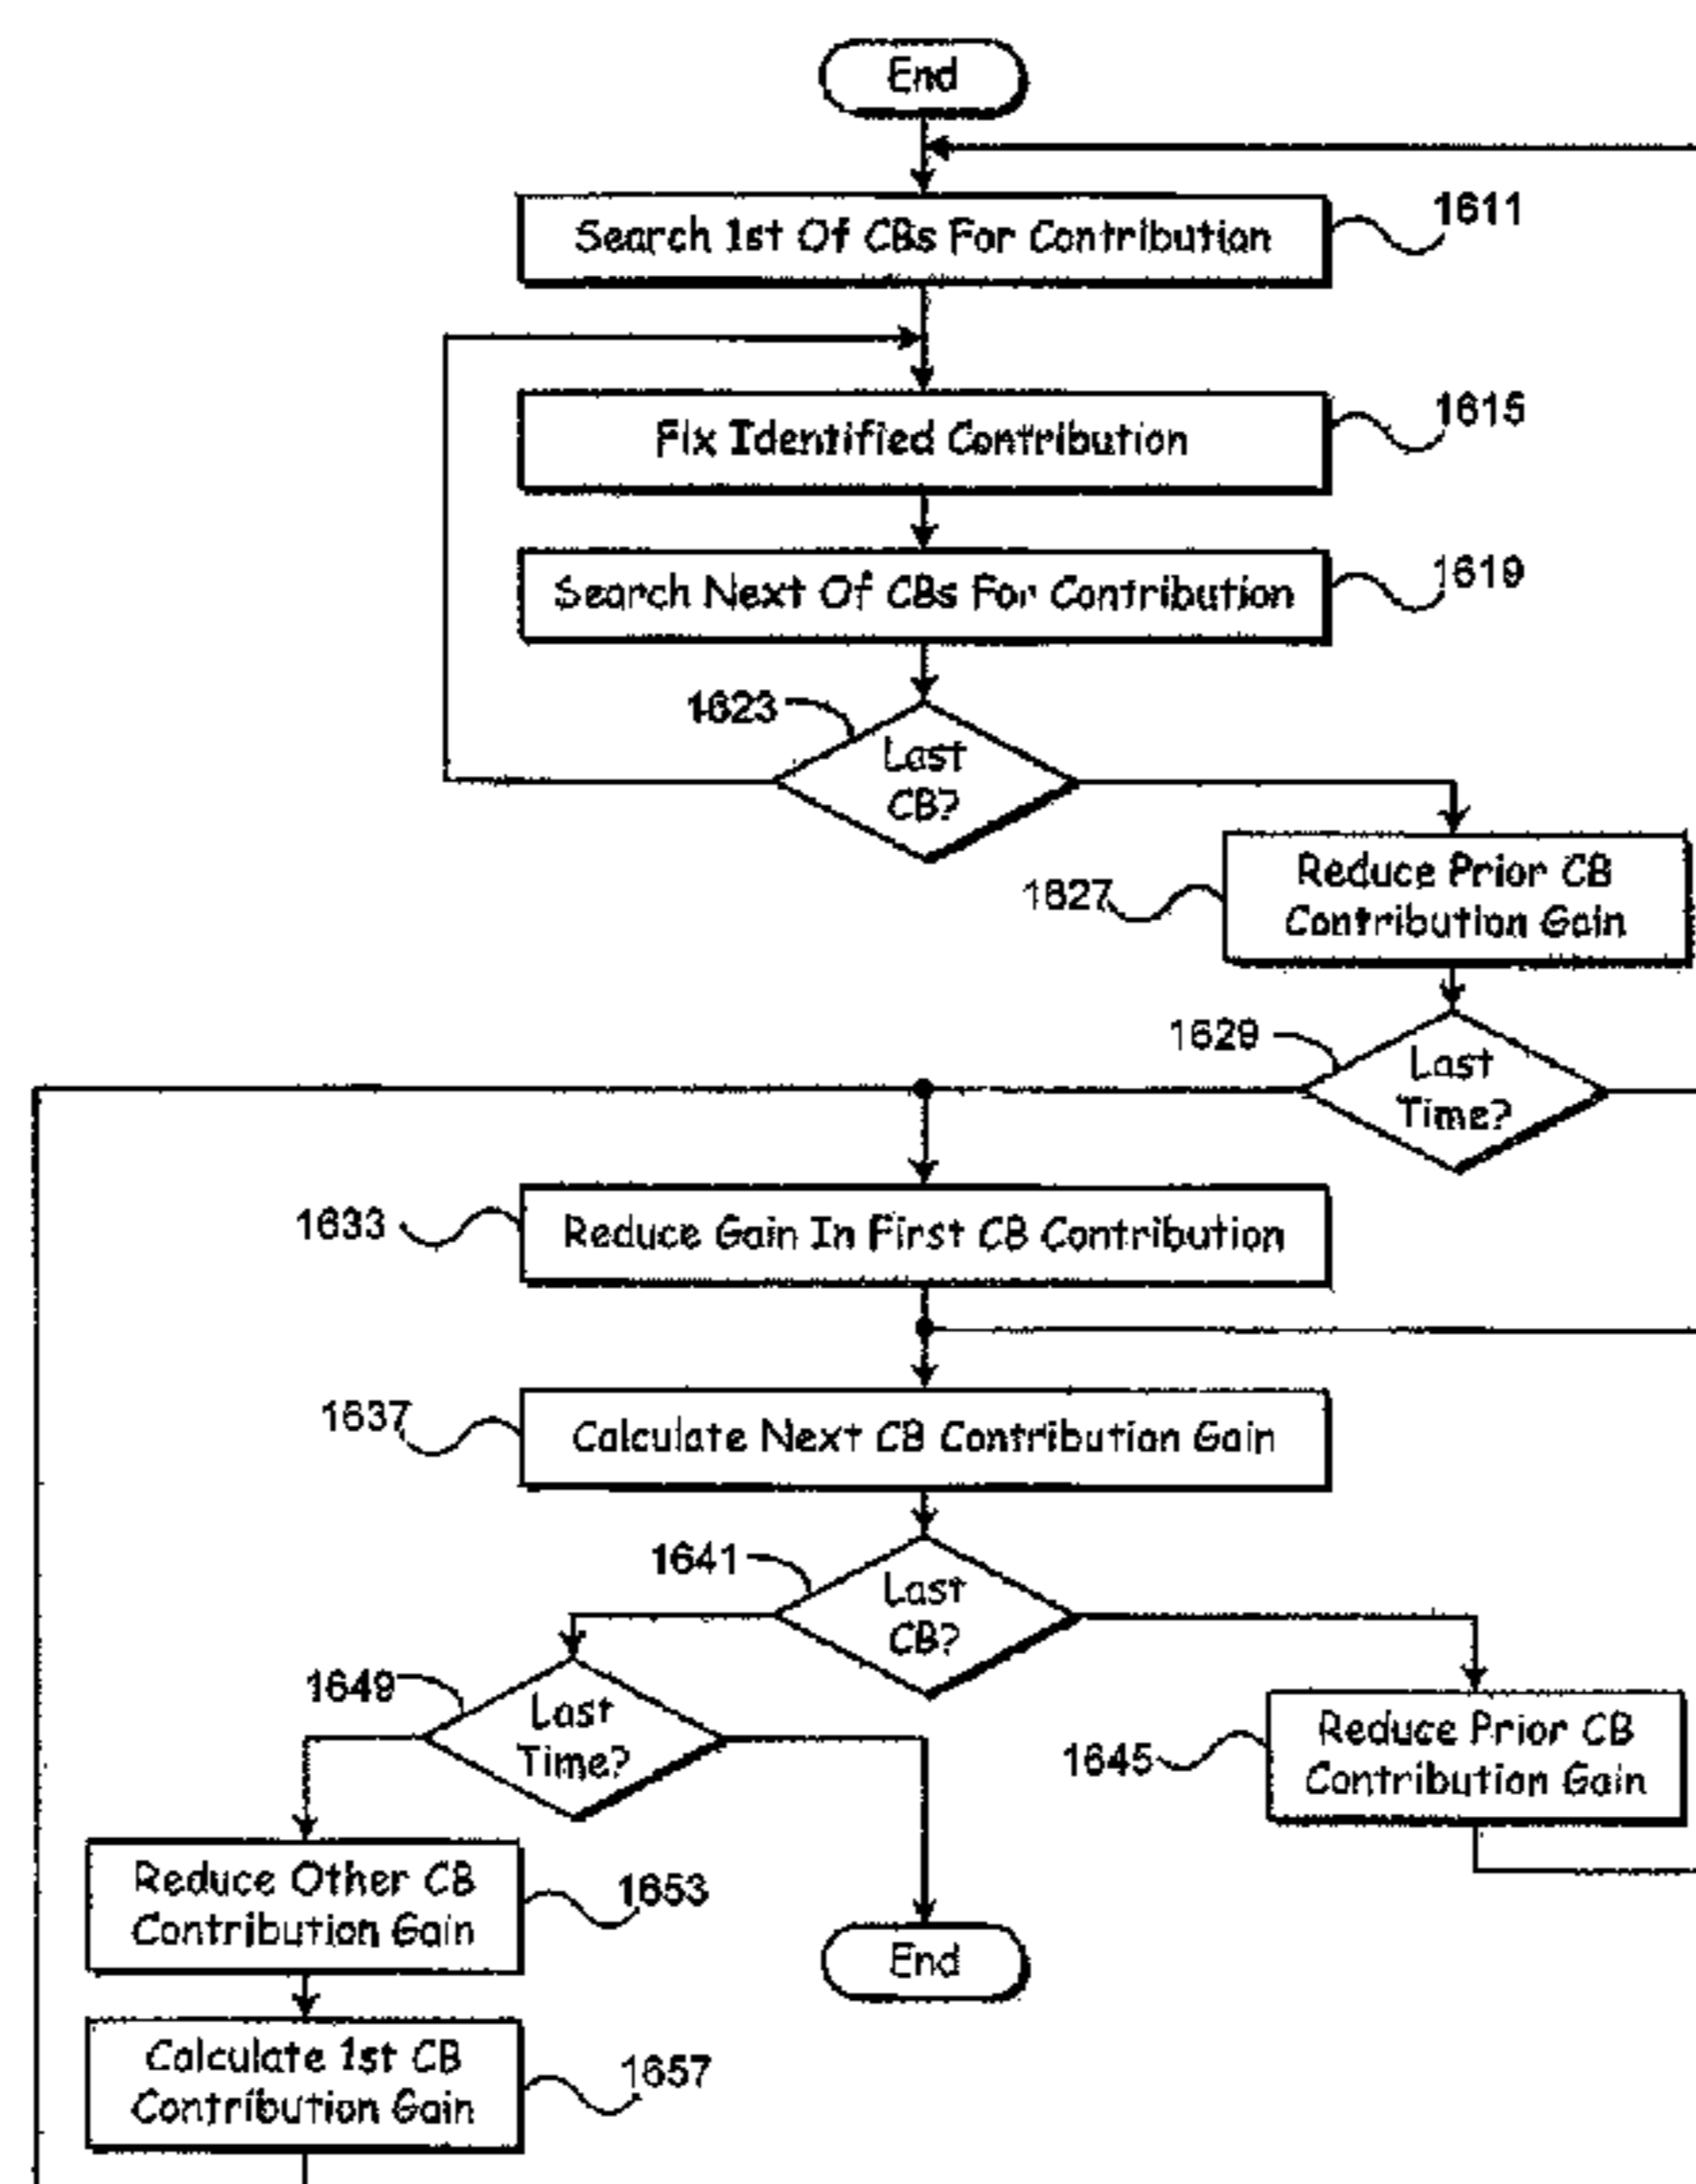 End
Search 1st Of CBs For Contribution
1611
Fix Identified Contribution
1615
Search Next Of CBs For Contribution
1619
1623
Last
CB?
1627
Reduce Prior CB
Contribution Gain
1629
Last
Time?
1633
Reduce Gain In First CB Contribution
1637
Calculate Next CB Contribution Gain
1641
Last
CB?
1649
Last
Time?
1645
Reduce Prior CB
Contribution Gain
Reduce Other CB
Contribution Gain
1653
End
Calculate 1st CB
Contribution Gain
1657